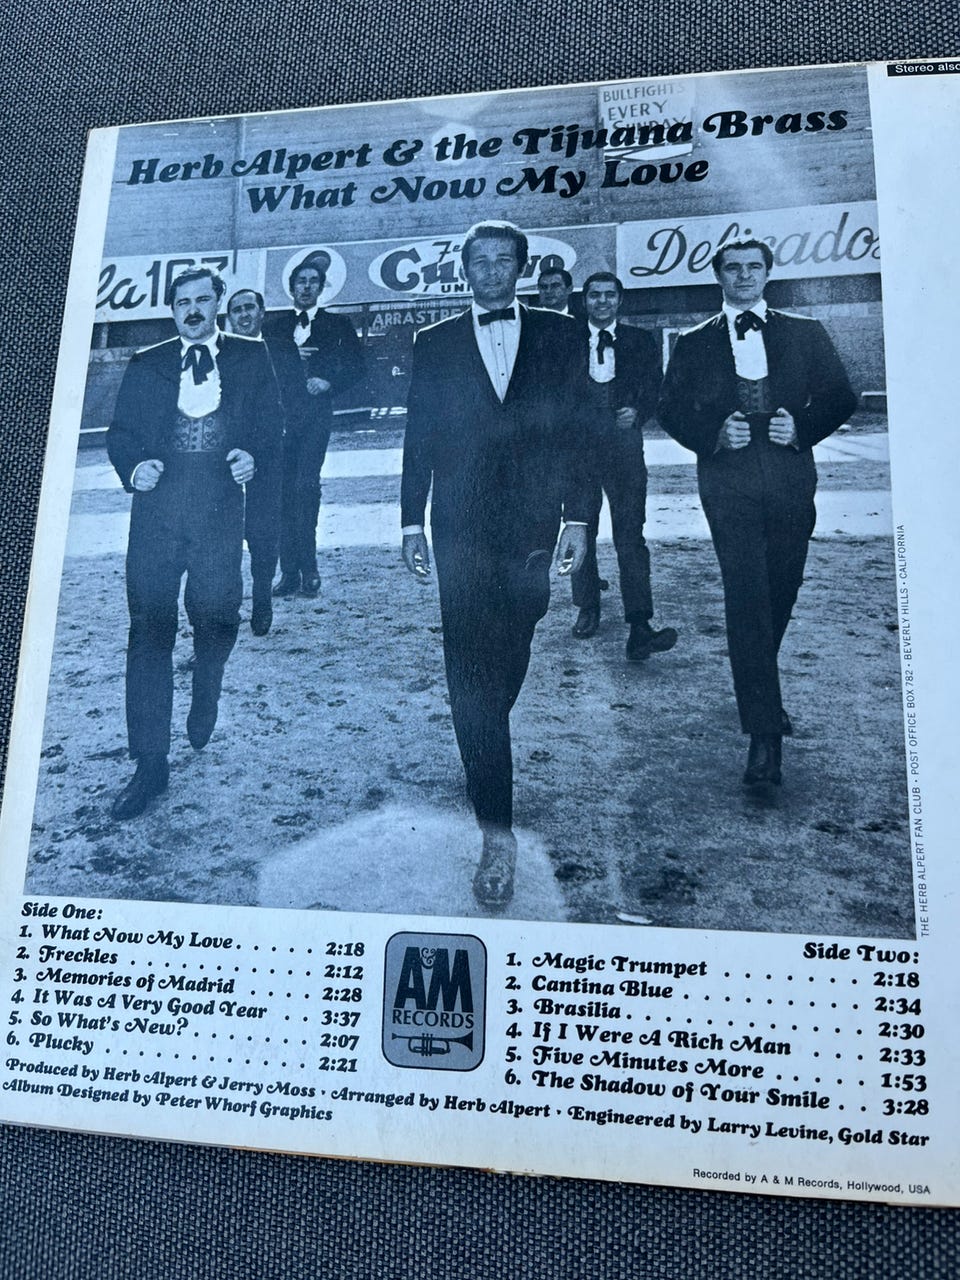 Stereo also
BULLFIGHTS
EVERY
SUNDAY
Herb Alpert & the Tijuana Brass
What Now My Love
Delicados
ARRASTRE
THE HERB ALPERT FAN CLUB • POST OFFICE BOX 782 • BEVERLY HILLS • CALIFORNIA
Side One:
1. What Now My Love . . . . . 2:18
2. Freckles . . . . . . . . . . . 2:12
3. Memories of Madrid . . . . 2:28
4. It Was A Very Good Year . . 3:37
5. So What's New? . . . . . . . 2:07
6. Plucky . . . . . . . . . . . . 2:21
A&M
RECORDS
Side Two:
1. Magic Trumpet . . . . . . 2:18
2. Cantina Blue . . . . . . . . 2:34
3. Brasilia . . . . . . . . . . . 2:30
4. If I Were A Rich Man . . . 2:33
5. Five Minutes More . . . . . 1:53
6. The Shadow of Your Smile . . 3:28
Produced by Herb Alpert & Jerry Moss • Arranged by Herb Alpert • Engineered by Larry Levine, Gold Star
Album Designed by Peter Whorf Graphics
Recorded by A & M Records, Hollywood, USA